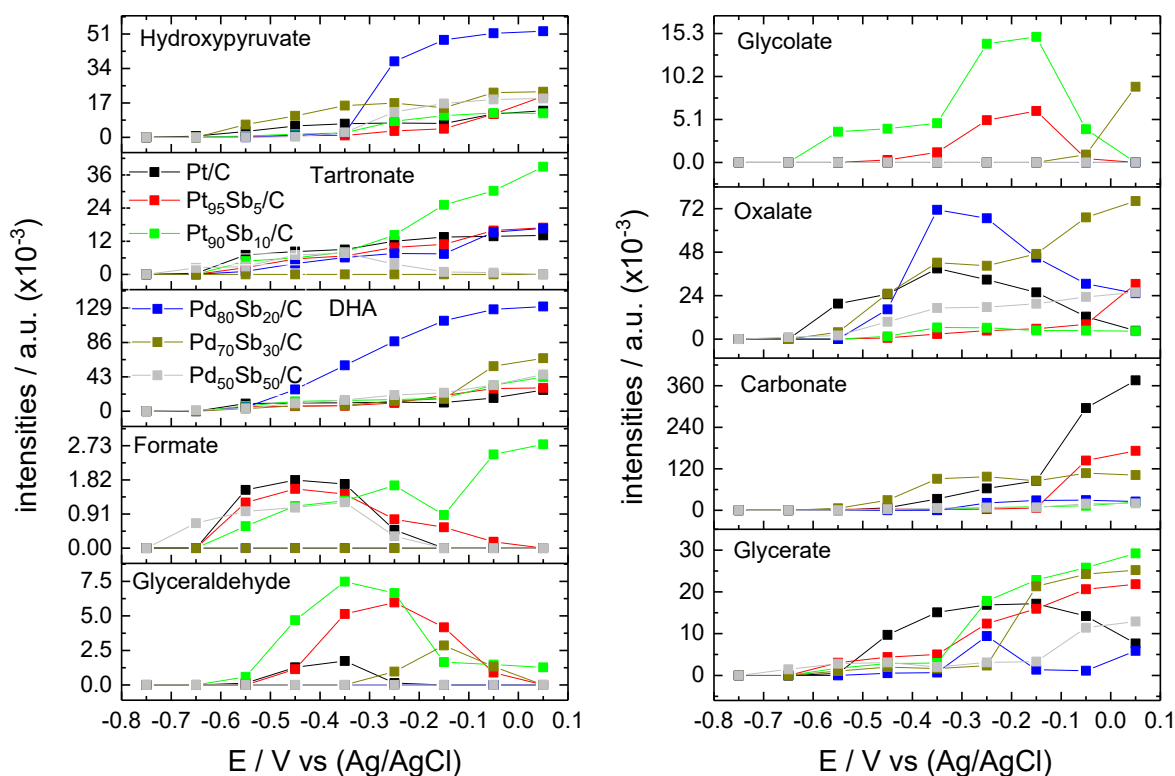 Hydroxypyruvate
51
34
17
0
Pt/C
Tartronate
Pt₉₅Sb₅/C
Pt₉₀Sb₁₀/C
36
24
12
0
Pd₈₀Sb₂₀/C
DHA
Pd₇₀Sb₃₀/C
Pd₅₀Sb₅₀/C
129
86
43
0
Formate
2.73
1.82
0.91
0.00
Glyceraldehyde
7.5
5.0
2.5
0.0
-0.8 -0.7 -0.6 -0.5 -0.4 -0.3 -0.2 -0.1 0.0 0.1
E / V vs (Ag/AgCl)
intensities / a.u. (x10⁻³)
Glycolate
15.3
10.2
5.1
0.0
Oxalate
72
48
24
0
Carbonate
360
240
120
0
Glycerate
30
20
10
0
-0.8 -0.7 -0.6 -0.5 -0.4 -0.3 -0.2 -0.1 0.0 0.1
E / V vs (Ag/AgCl)
intensities / a.u. (x10⁻³)